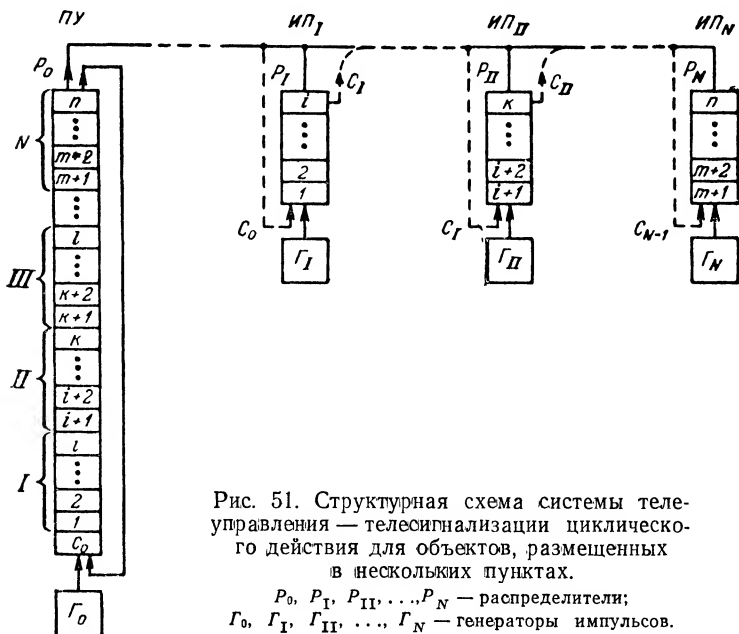 ПУ ИП_I ИП_II ИП_N
P_0 P_I C_I P_II C_II P_N
n i к n
N
m+2 2 i+2 m+2
m+1 1 i+1 m+1
C_0 C_I C_{N-1}
l Г_I Г_II Г_N
III
к+2
к+1
к
II
i+2
i+1
i
I
2
1
C_0
Г_0
Рис. 51. Структурная схема системы теле-
управления — телесигнализации циклическо-
го действия для объектов, размещенных
в нескольких пунктах.
P_0, P_I, P_II, ..., P_N — распределители;
Г_0, Г_I, Г_II, ..., Г_N — генераторы импульсов.